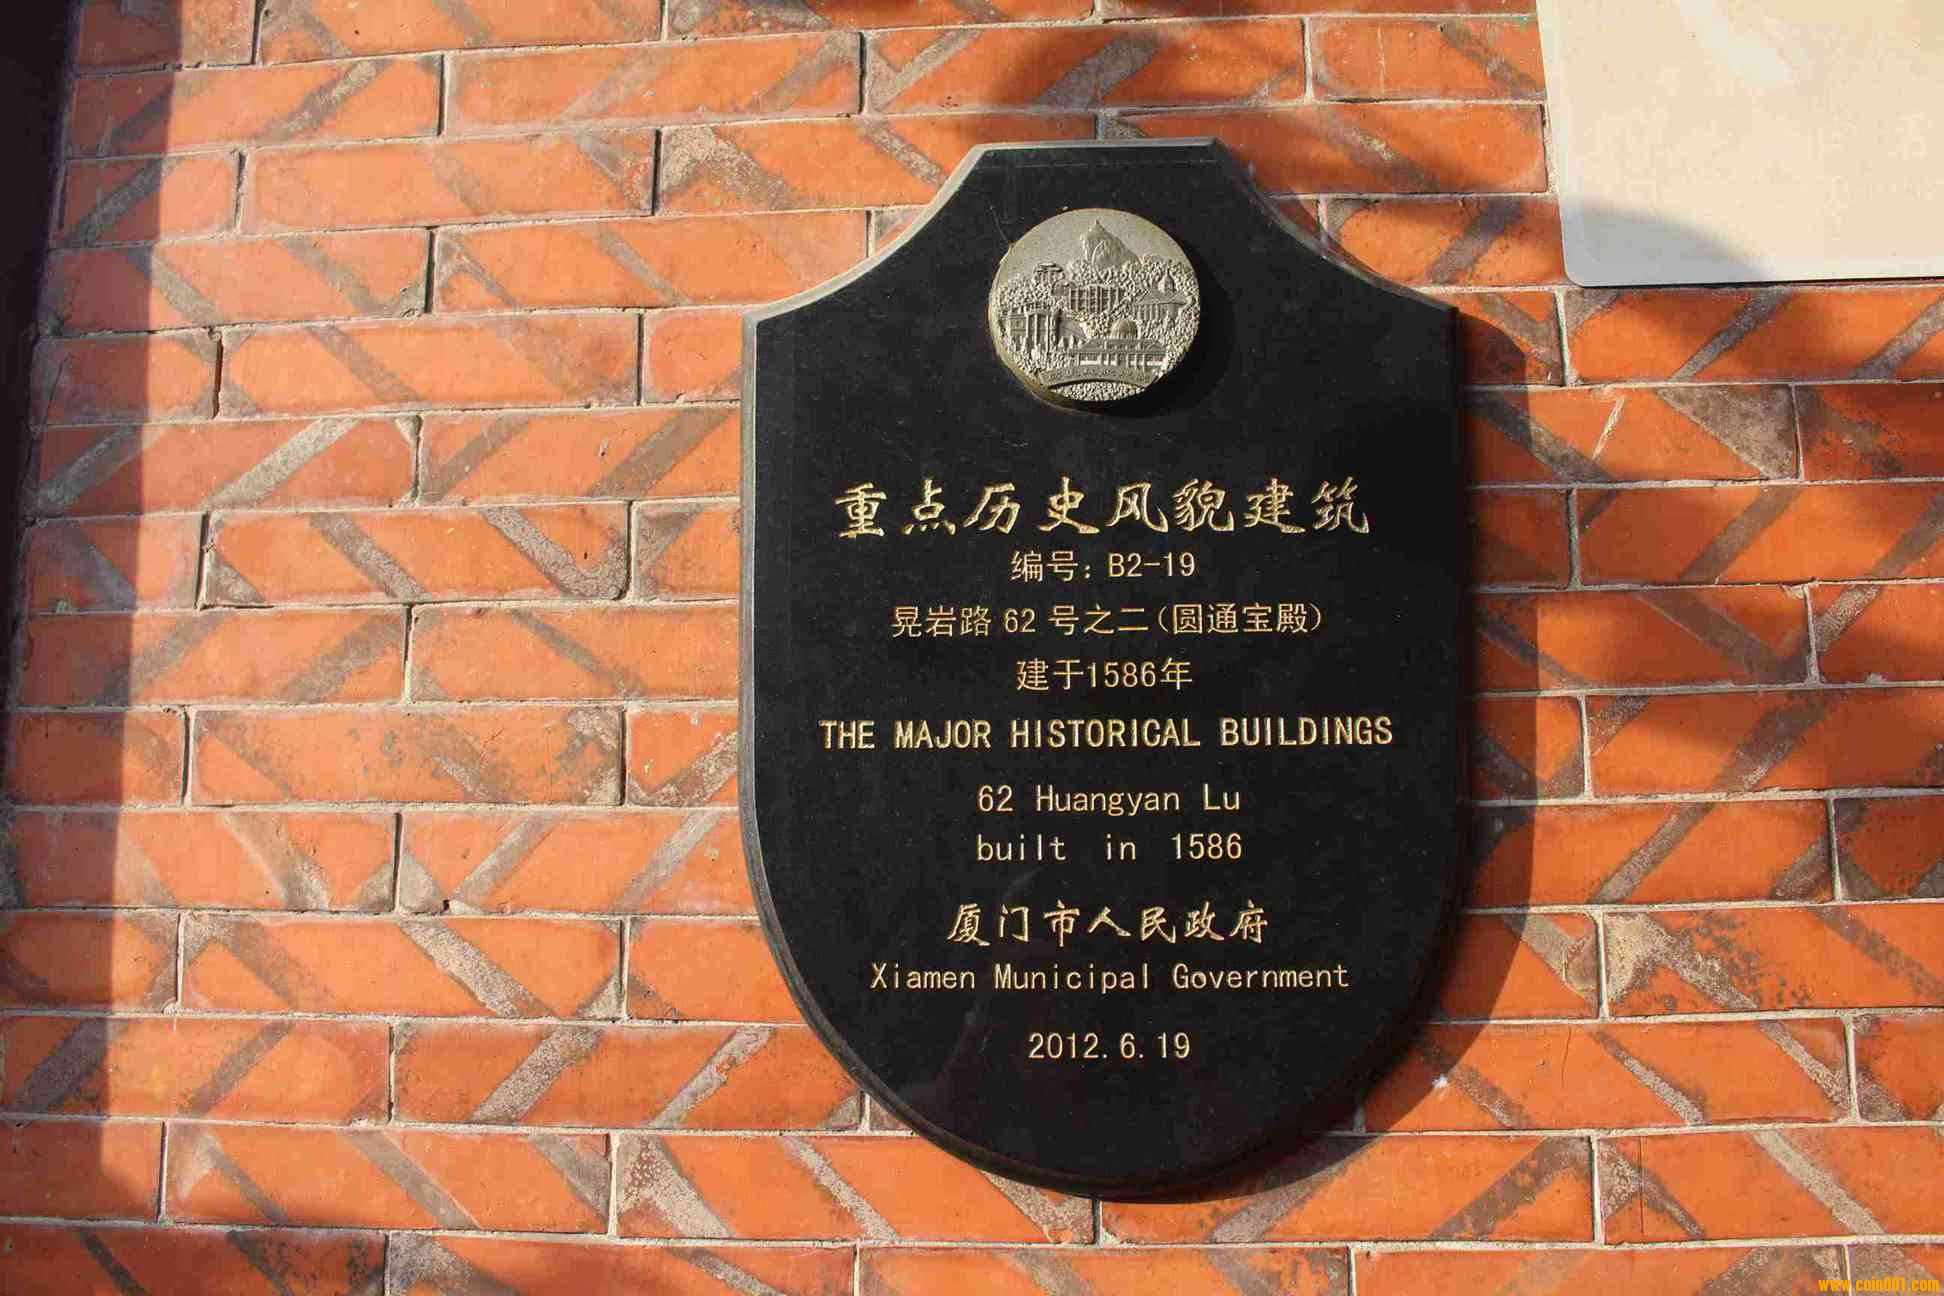 重点历史风貌建筑
编号: B2-19
晃岩路 62 号之二(圆通宝殿)
建于1586年
THE MAJOR HISTORICAL BUILDINGS
62 Huangyan Lu
built in 1586
厦门市人民政府
Xiamen Municipal Government
2012.6.19
www.coin001.com